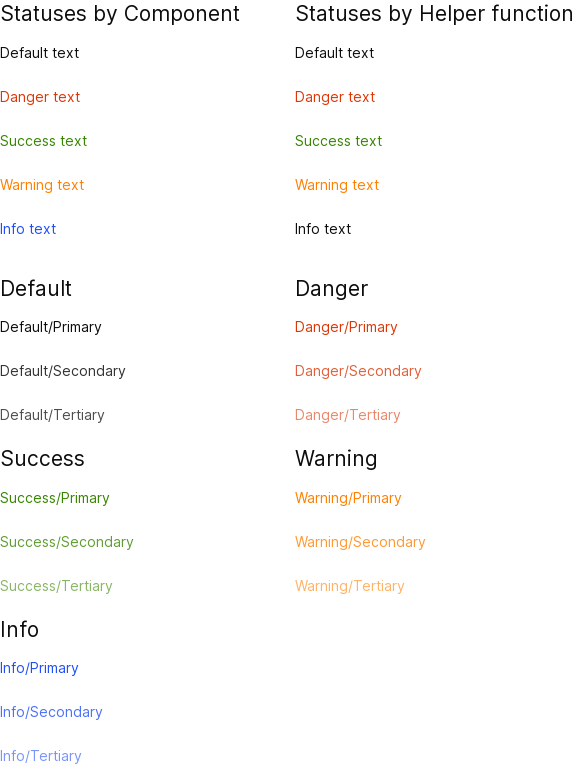 Statuses by Component
Default text
Danger text
Success text
Warning text
Info text
Statuses by Helper function
Default text
Danger text
Success text
Warning text
Info text
Default
Default/Primary
Default/Secondary
Default/Tertiary
Danger
Danger/Primary
Danger/Secondary
Danger/Tertiary
Success
Success/Primary
Success/Secondary
Success/Tertiary
Warning
Warning/Primary
Warning/Secondary
Warning/Tertiary
Info
Info/Primary
Info/Secondary
Info/Tertiary